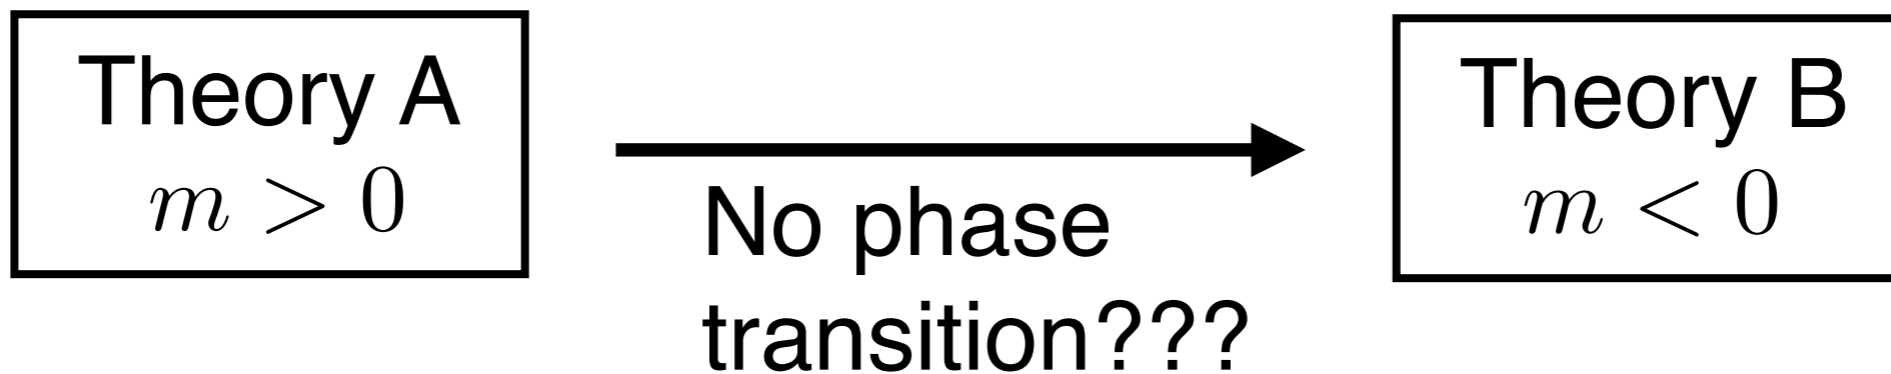 Theory A
m > 0
No phase
transition???
Theory B
m < 0